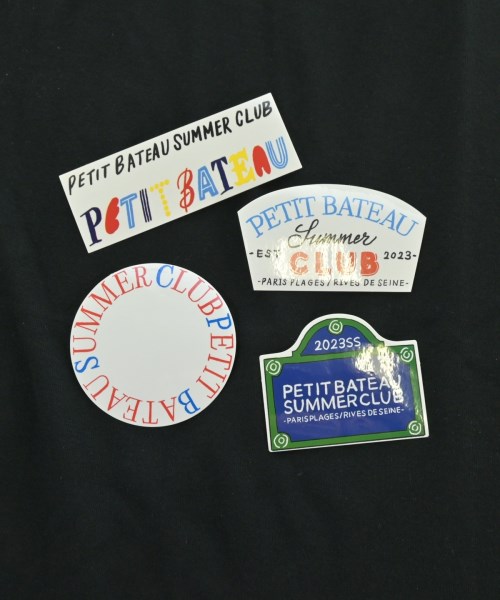 PETIT BATEAU SUMMER CLUB
PETIT BATEAU
PETIT BATEAU
Summer
-EST 2023-
CLUB
-PARIS PLAGES/RIVES DE SEINE-
SUMMER CLUB PETIT BATEAU
2023SS
PETIT BATEAU
SUMMER CLUB
-PARIS PLAGES/RIVES DE SEINE-